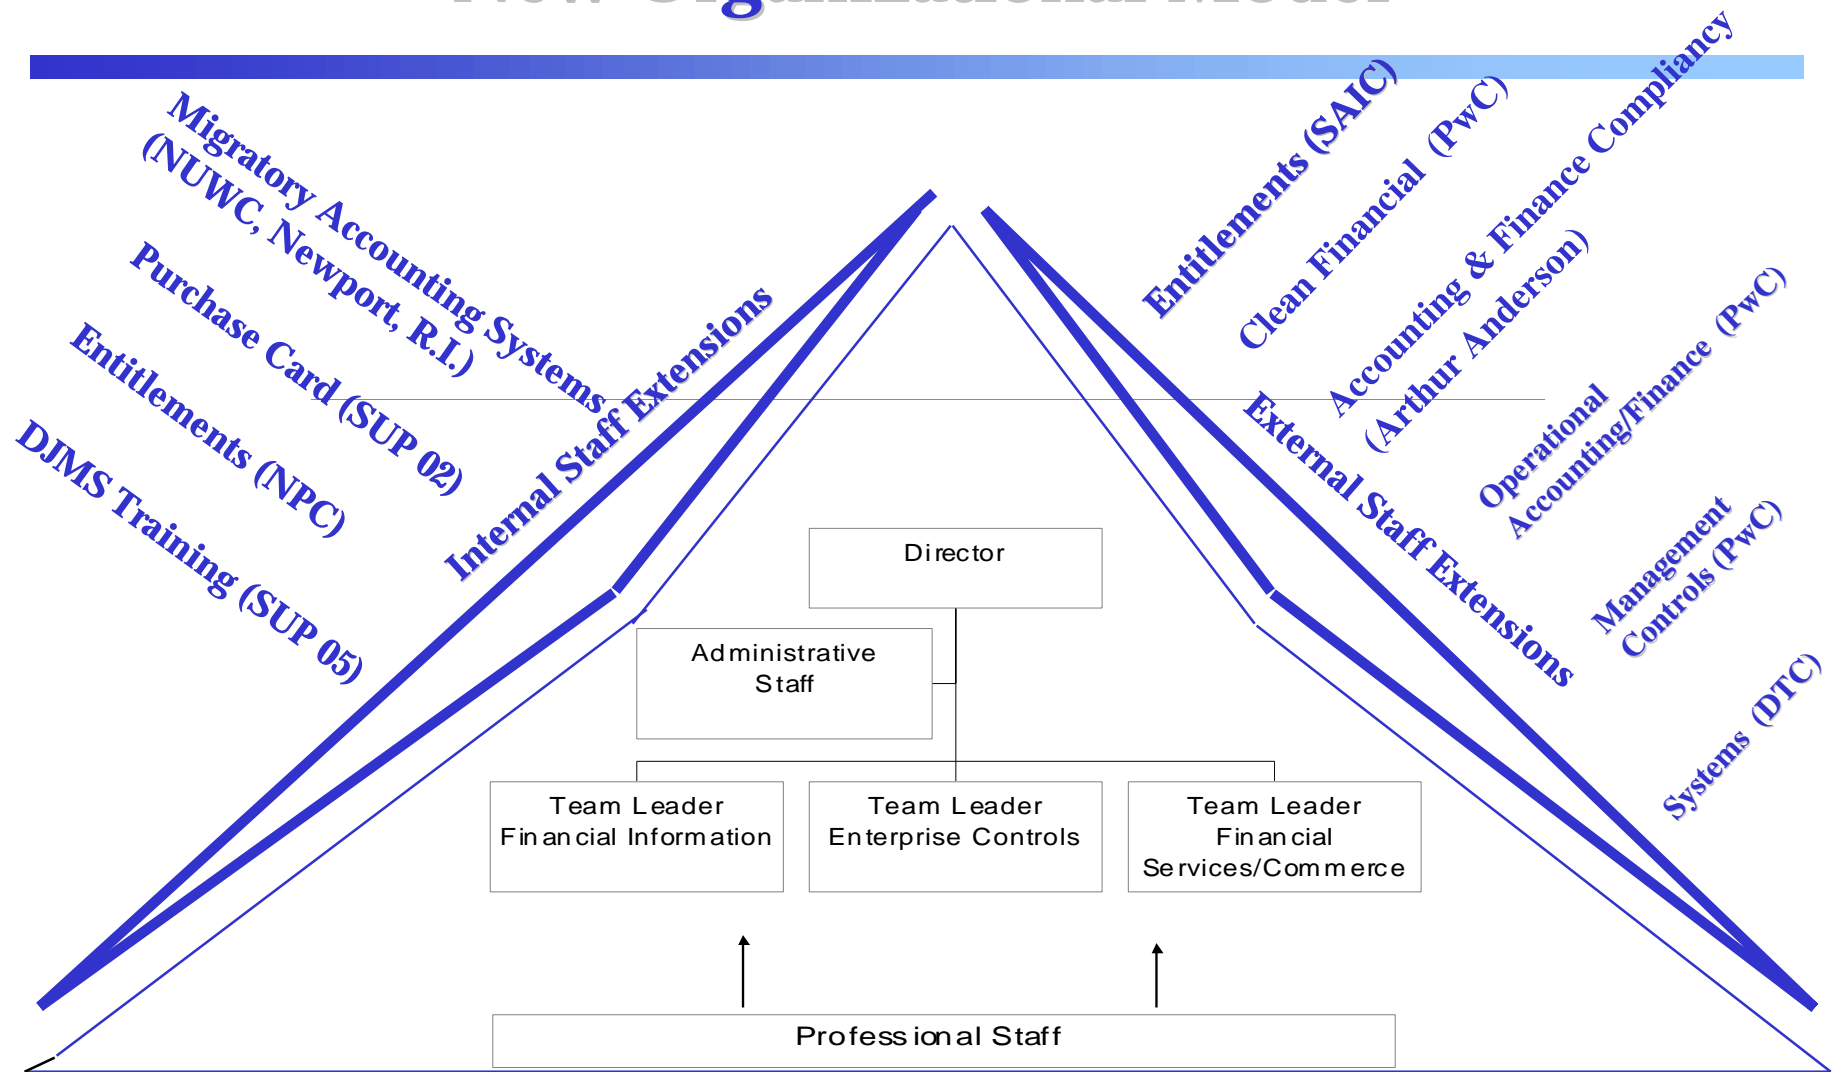 New Organizational Model
Migratory Accounting Systems
(NUWC, Newport, R.I.)
Purchase Card (SUP 02)
Entitlements (NPC)
DJMS Training (SUP 05)
Internal Staff Extensions
Entitlements (SAIC)
Clean Financial (PwC)
Accounting & Finance Compliancy
(Arthur Anderson)
Operational
Accounting/Finance (PwC)
Management
Controls (PwC)
Systems (DTC)
External Staff Extensions
Director
Administrative
Staff
Team Leader
Financial Information
Team Leader
Enterprise Controls
Team Leader
Financial
Services/Commerce
Professional Staff